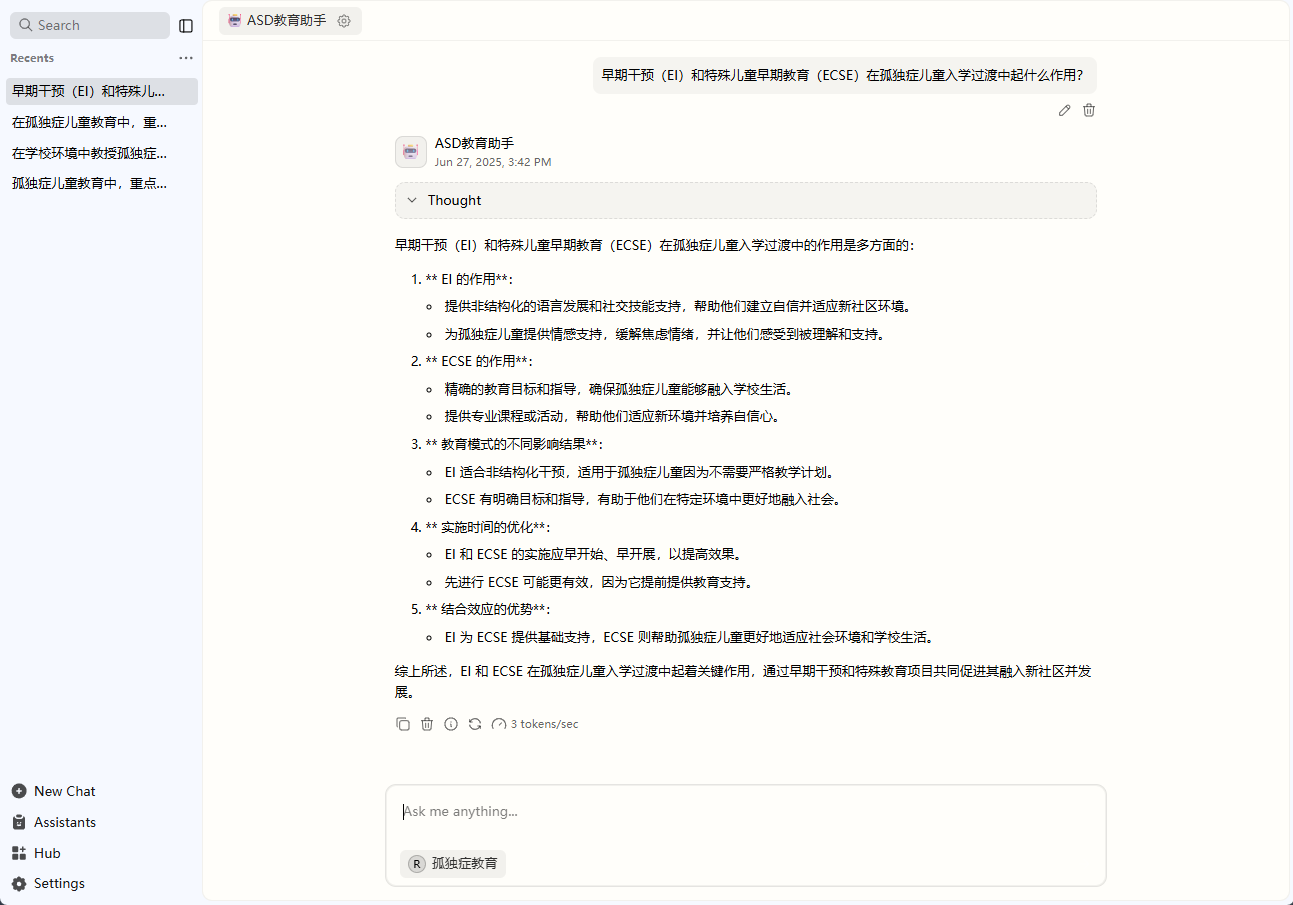 Search
Recents
早期干预（EI）和特殊儿...
在孤独症儿童教育中，重...
在学校环境中教授孤独症...
孤独症儿童教育中，重点...
New Chat
Assistants
Hub
Settings
ASD教育助手
早期干预（EI）和特殊儿童早期教育（ECSE）在孤独症儿童入学过渡中起什么作用？
ASD教育助手
Jun 27, 2025, 3:42 PM
Thought
早期干预（EI）和特殊儿童早期教育（ECSE）在孤独症儿童入学过渡中的作用是多方面的：
1. ** EI 的作用**：
提供非结构化的语言发展和社交技能支持，帮助他们建立自信并适应新社区环境。
为孤独症儿童提供情感支持，缓解焦虑情绪，并让他们感受到被理解和支持。
2. ** ECSE 的作用**：
精确的教育目标和指导，确保孤独症儿童能够融入学校生活。
提供专业课程或活动，帮助他们适应新环境并培养自信心。
3. ** 教育模式的不同影响结果**：
EI 适合非结构化干预，适用于孤独症儿童因为不需要严格教学计划。
ECSE 有明确目标和指导，有助于他们在特定环境中更好地融入社会。
4. ** 实施时间的优化**：
EI 和 ECSE 的实施应早开始、早开展，以提高效果。
先进行 ECSE 可能更有效，因为它提前提供教育支持。
5. ** 结合效应的优势**：
EI 为 ECSE 提供基础支持，ECSE 则帮助孤独症儿童更好地适应社会环境和学校生活。
综上所述，EI 和 ECSE 在孤独症儿童入学过渡中起着关键作用，通过早期干预和特殊教育项目共同促进其融入新社区并发
展。
3 tokens/sec
Ask me anything...
R 孤独症教育